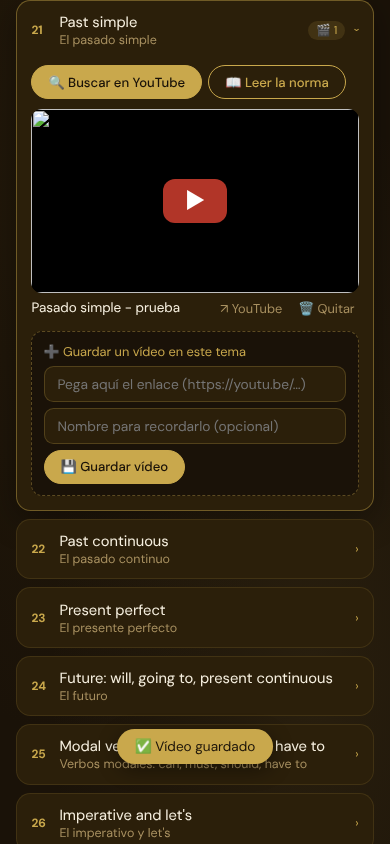 21 Past simple 🎬 1
El pasado simple
🔍 Buscar en YouTube 📖 Leer la norma
Pasado simple - prueba ↗ YouTube 🗑️ Quitar
➕ Guardar un vídeo en este tema
Pega aquí el enlace (https://youtu.be/...)
Nombre para recordarlo (opcional)
💾 Guardar vídeo
22 Past continuous
El pasado continuo
23 Present perfect
El presente perfecto
24 Future: will, going to, present continuous
El futuro
25 Modal have to
✅ Vídeo guardado
Verbos modales: can, must, should, have to
26 Imperative and let's
El imperativo y let's